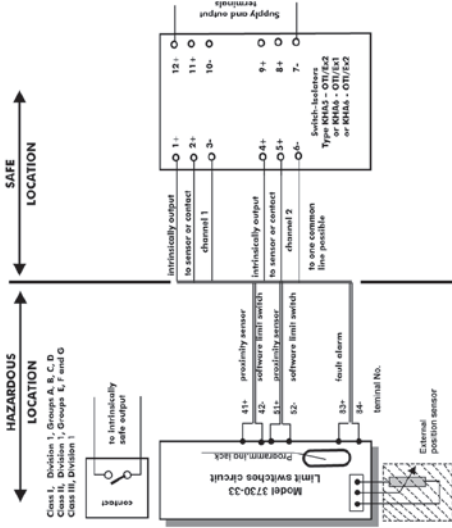 HAZARDOUS
LOCATION
SAFE
LOCATION
Class I, Division 1, Groups A, B, C, D
Class II, Division 1, Groups E, F and G
Class III, Division 1
contact
to intrinsically
safe output
Model 3730-33
Limit switches circuit
Programming jack
41+
42-
51+
52-
83+
84-
proximity sensor
software limit switch
proximity sensor
software limit switch
fault alarm
terminal No.
External
position sensor
intrinsically output
to sensor or contact
channel 1
intrinsically output
to sensor or contact
channel 2
to one common
line possible
1+
2+
3-
4+
5+
6-
12+
11+
10-
9+
8+
7-
Switch-Isolators
Type KHA5 - OTI/Ex2
or KHA6 - OTI/Ex1
or KHA6 - OTI/Ex2
Supply and output
terminals